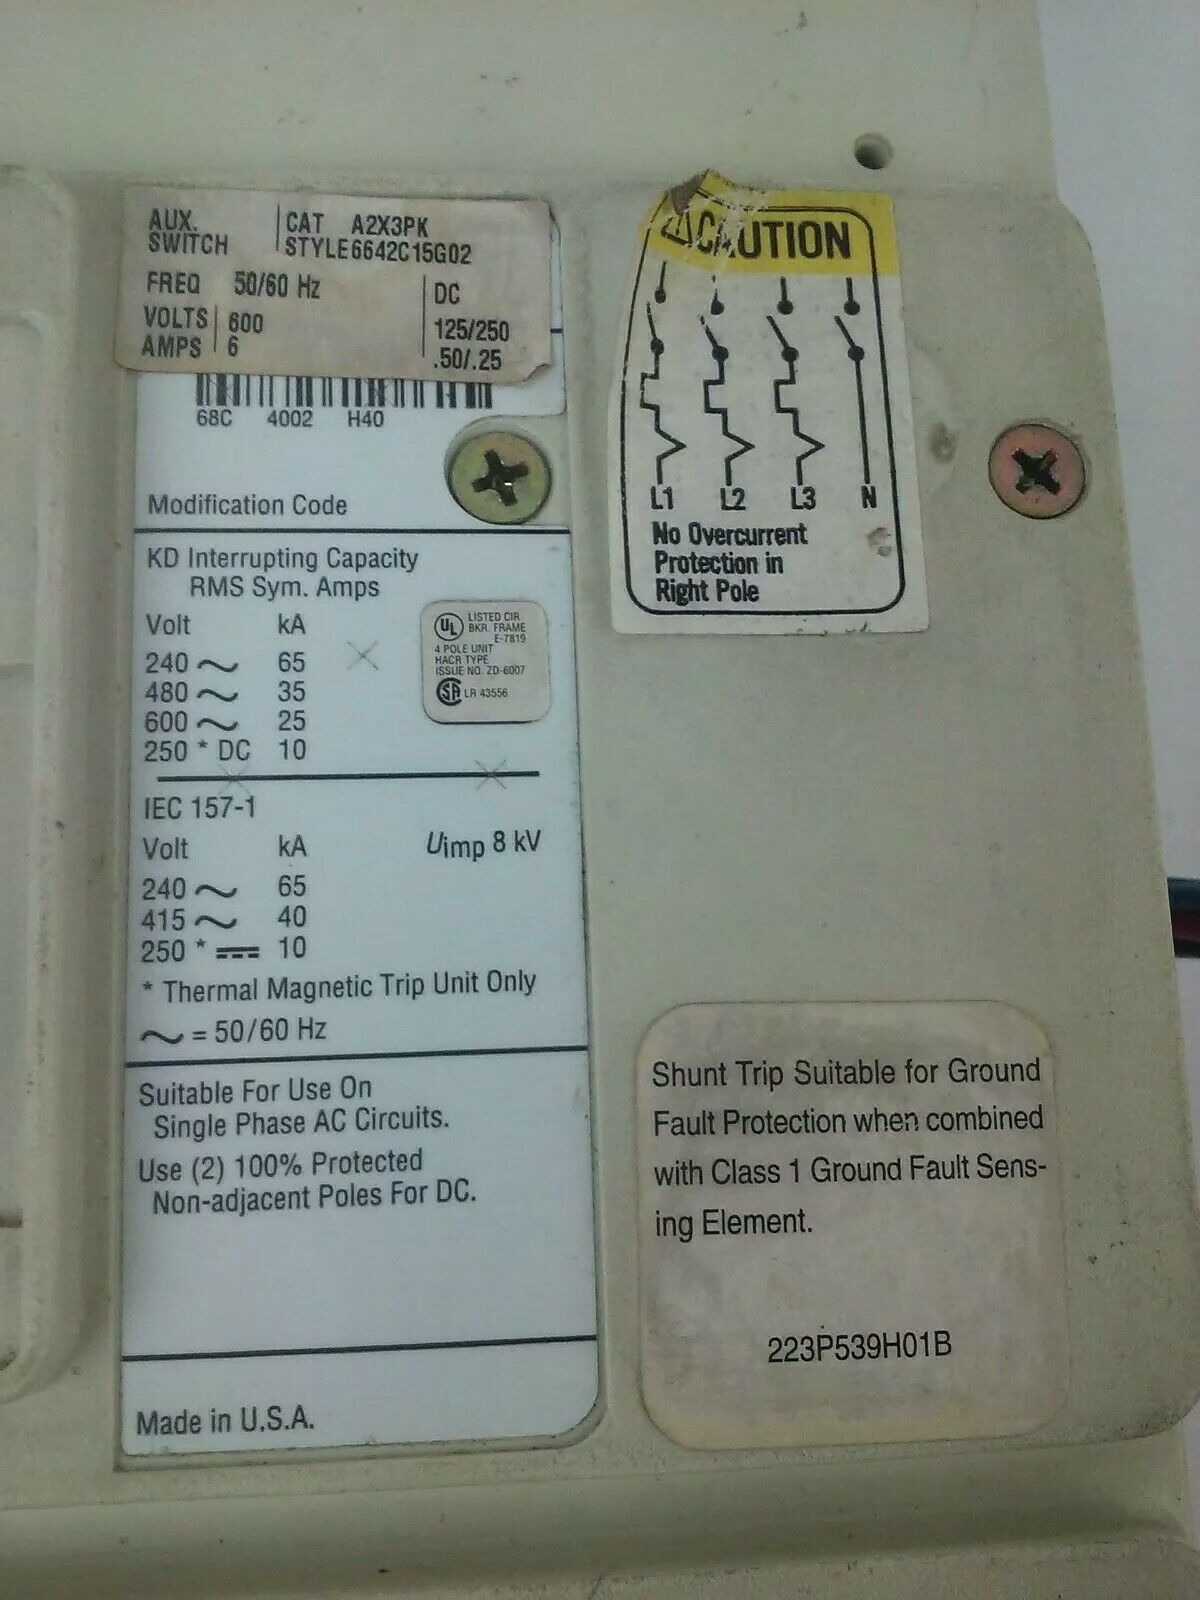 AUX. SWITCH
CAT A2X3PK
STYLE6642C15G02
FREQ 50/60 Hz DC
VOLTS 600 125/250
AMPS 6 .50/.25
68C 4002 H40
Modification Code
KD Interrupting Capacity
RMS Sym. Amps
Volt kA
240 ~ 65
480 ~ 35
600 ~ 25
250 * DC 10
UL LISTED CIR
BKR. FRAME
E-7819
4 POLE UNIT
HACR TYPE
ISSUE NO. ZD-6007
SA LR 43556
IEC 157-1
Volt kA Uimp 8 kV
240 ~ 65
415 ~ 40
250 * ⎓ 10
* Thermal Magnetic Trip Unit Only
~ = 50/60 Hz
Suitable For Use On
Single Phase AC Circuits.
Use (2) 100% Protected
Non-adjacent Poles For DC.
Made in U.S.A.
CAUTION
L1 L2 L3 N
No Overcurrent
Protection in
Right Pole
Shunt Trip Suitable for Ground
Fault Protection when combined
with Class 1 Ground Fault Sens-
ing Element.
223P539H01B